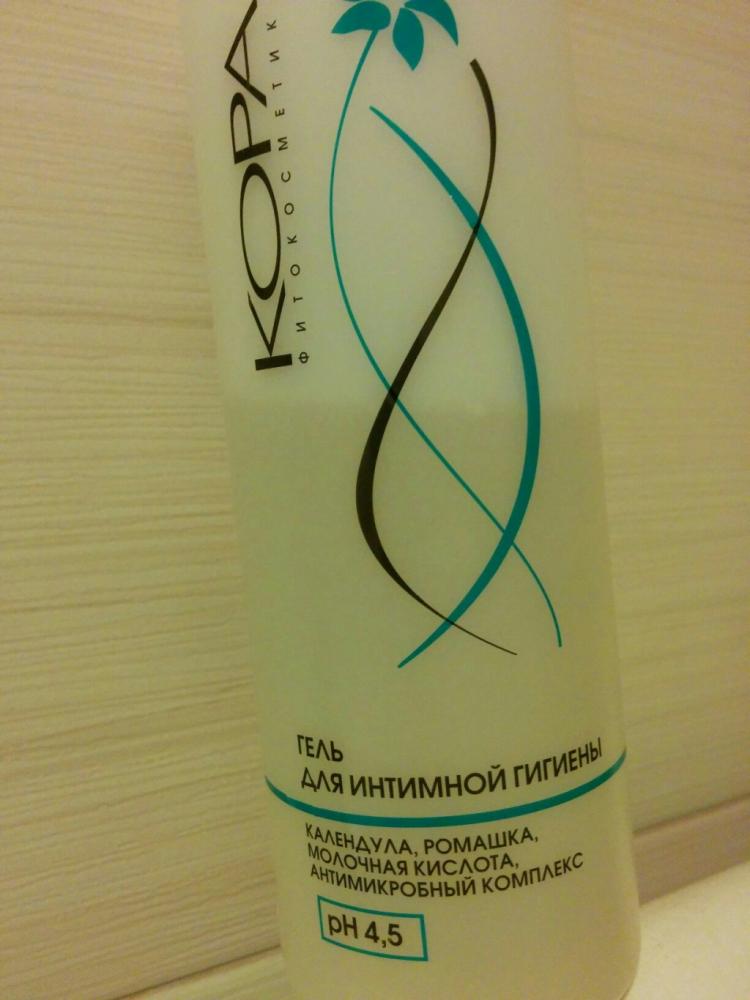 КОРА
ФИТОКОСМЕТИК
ГЕЛЬ
ДЛЯ ИНТИМНОЙ ГИГИЕНЫ
КАЛЕНДУЛА, РОМАШКА,
МОЛОЧНАЯ КИСЛОТА,
АНТИМИКРОБНЫЙ КОМПЛЕКС
pH 4,5